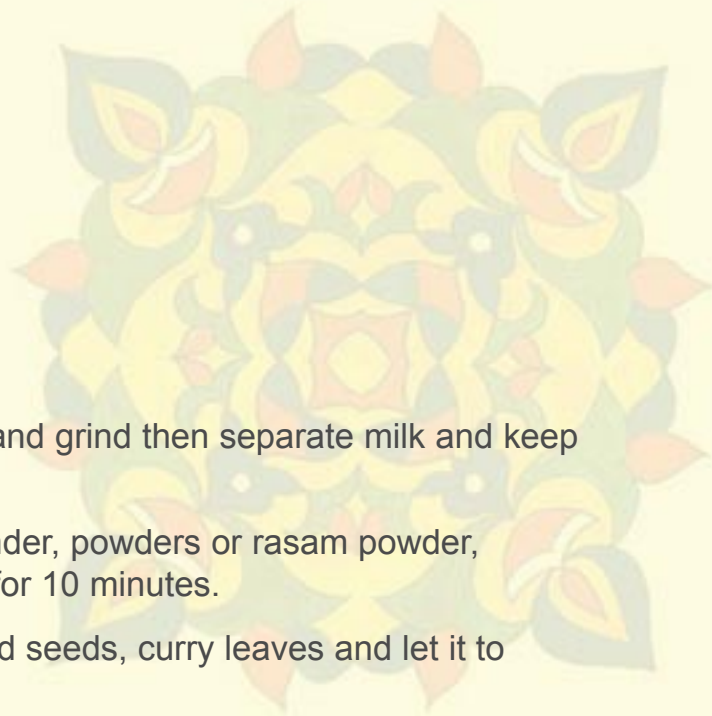 and grind then separate milk and keep
nder, powders or rasam powder,
for 10 minutes.
d seeds, curry leaves and let it to